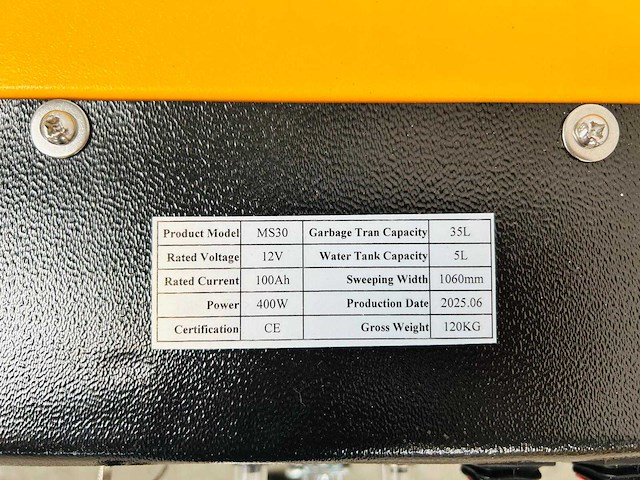 Product Model MS30 Garbage Tran Capacity 35L
Rated Voltage 12V Water Tank Capacity 5L
Rated Current 100Ah Sweeping Width 1060mm
Power 400W Production Date 2025.06
Certification CE Gross Weight 120KG